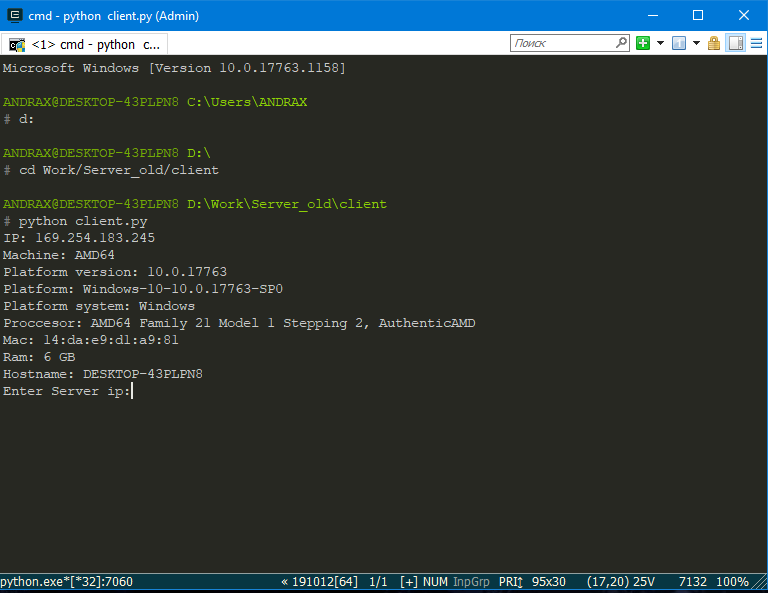 cmd - python  client.py (Admin)
<1> cmd - python  c...
Поиск
Microsoft Windows [Version 10.0.17763.1158]
ANDRAX@DESKTOP-43PLPN8 C:\Users\ANDRAX
# d:
ANDRAX@DESKTOP-43PLPN8 D:\
# cd Work/Server_old/client
ANDRAX@DESKTOP-43PLPN8 D:\Work\Server_old\client
# python client.py
IP: 169.254.183.245
Machine: AMD64
Platform version: 10.0.17763
Platform: Windows-10-10.0.17763-SP0
Platform system: Windows
Proccesor: AMD64 Family 21 Model 1 Stepping 2, AuthenticAMD
Mac: 14:da:e9:d1:a9:81
Ram: 6 GB
Hostname: DESKTOP-43PLPN8
Enter Server ip:
python.exe*[*32]:7060 « 191012[64] 1/1 [+] NUM InpGrp PRI↕ 95x30 (17,20) 25V 7132 100%